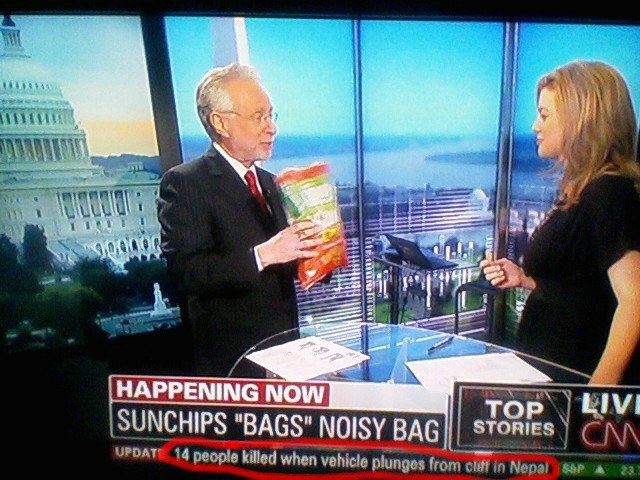 HAPPENING NOW
SUNCHIPS "BAGS" NOISY BAG
TOP
STORIES
LIVE
CNN
UPDATE 14 people killed when vehicle plunges from cliff in Nepal
S&P ▲ 23.